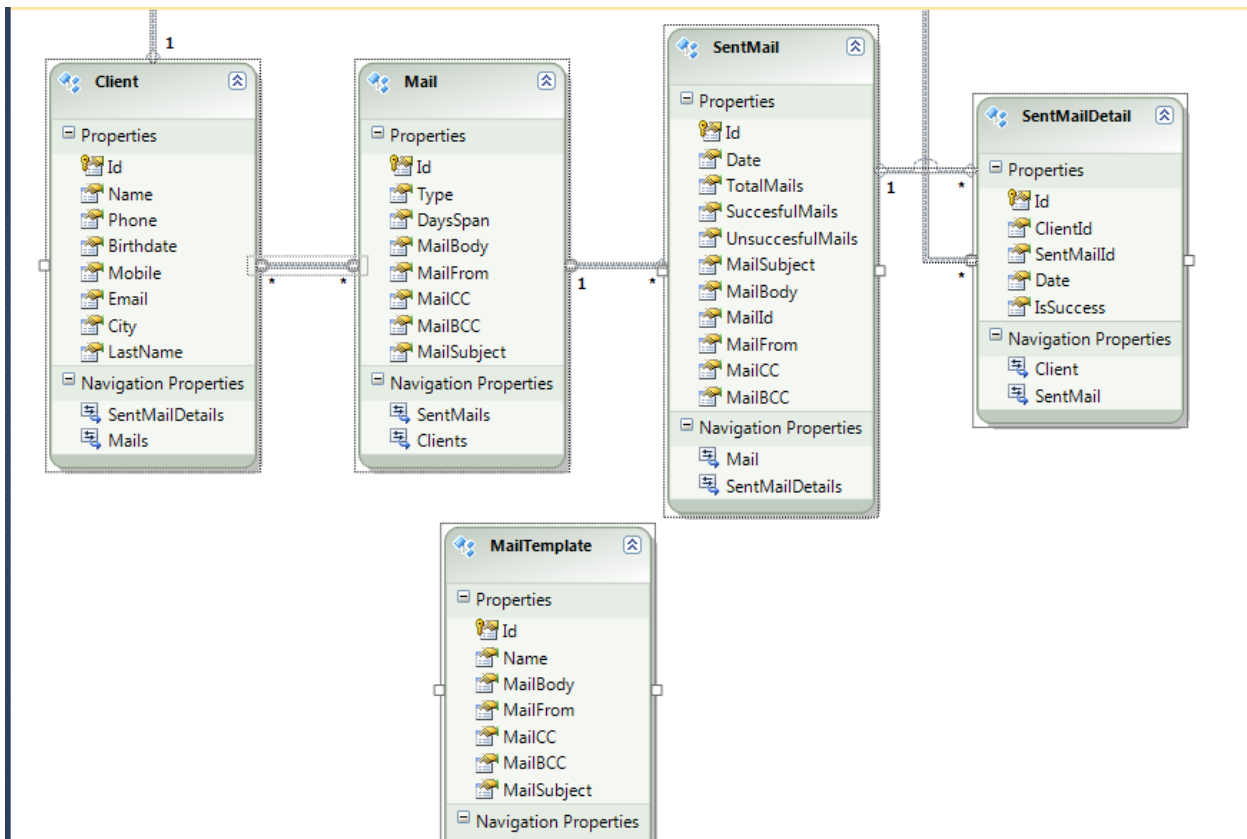 1
Client
Properties
Id
Name
Phone
Birthdate
Mobile
Email
City
LastName
Navigation Properties
SentMailDetails
Mails
*
*
Mail
Properties
Id
Type
DaysSpan
MailBody
MailFrom
MailCC
MailBCC
MailSubject
Navigation Properties
SentMails
Clients
1
*
SentMail
Properties
Id
Date
TotalMails
SuccesfulMails
UnsuccesfulMails
MailSubject
MailBody
MailId
MailFrom
MailCC
MailBCC
Navigation Properties
Mail
SentMailDetails
1
*
*
SentMailDetail
Properties
Id
ClientId
SentMailId
Date
IsSuccess
Navigation Properties
Client
SentMail
MailTemplate
Properties
Id
Name
MailBody
MailFrom
MailCC
MailBCC
MailSubject
Navigation Properties